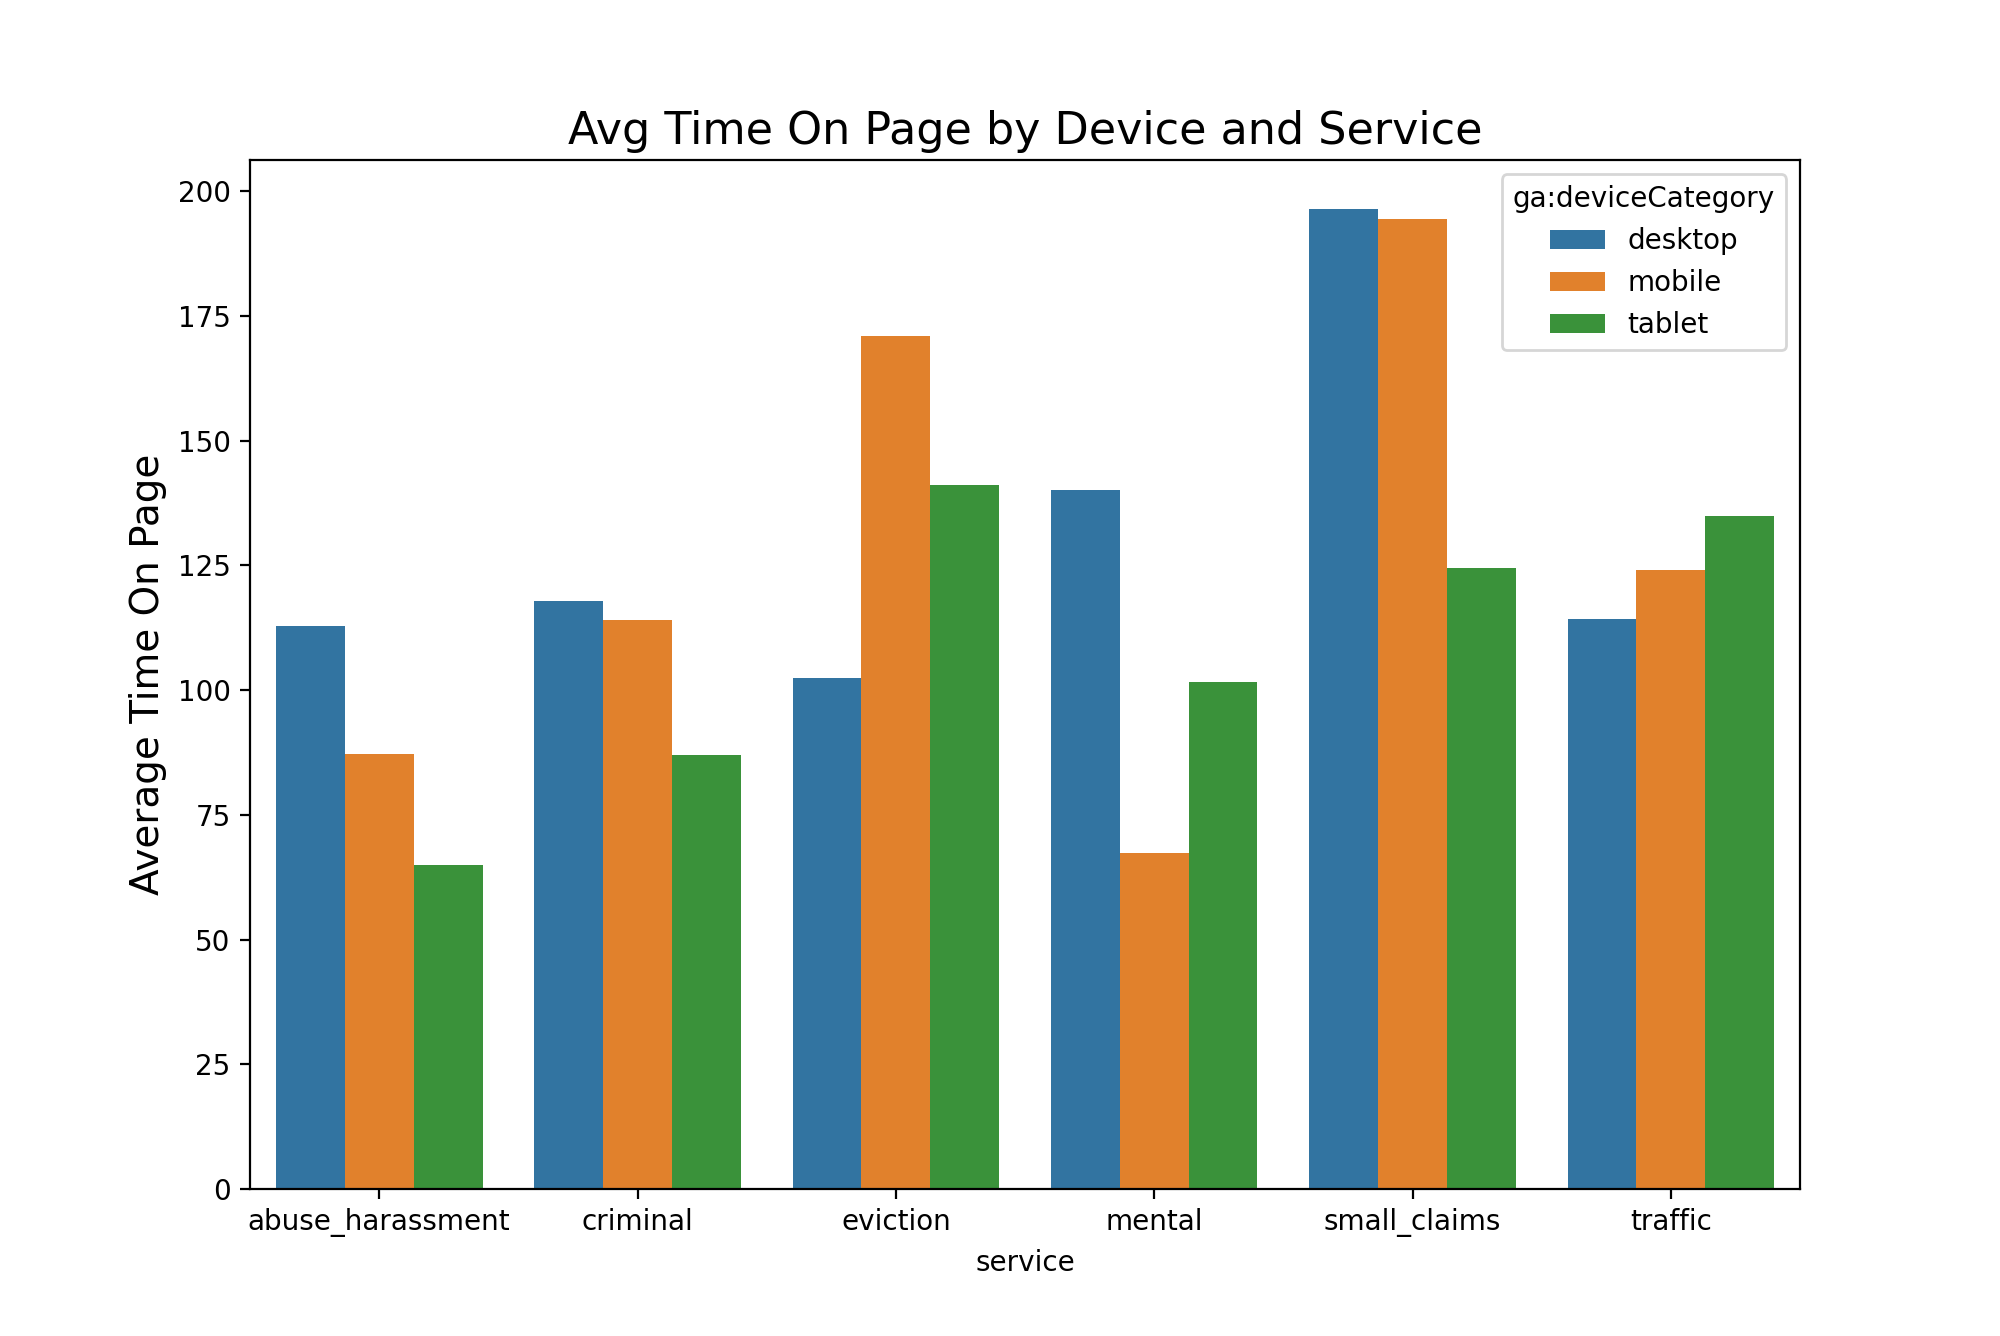 Avg Time On Page by Device and Service
Average Time On Page
200
175
150
125
100
75
50
25
0
ga:deviceCategory
desktop
mobile
tablet
abuse_harassment criminal eviction mental small_claims traffic
service